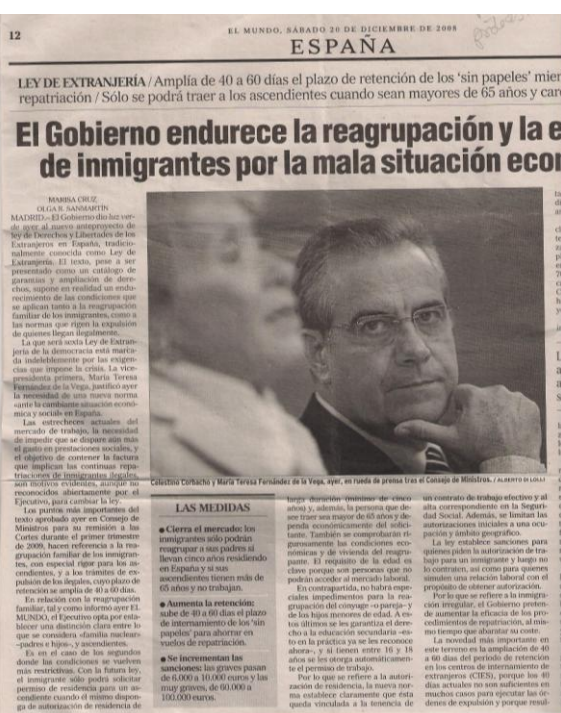 12
EL MUNDO, SÁBADO 20 DE DICIEMBRE DE 2008
ESPAÑA
LEY DE EXTRANJERÍA / Amplía de 40 a 60 días el plazo de retención de los 'sin papeles' mien
repatriación / Sólo se podrá traer a los ascendientes cuando sean mayores de 65 años y car
El Gobierno endurece la reagrupación y la e
de inmigrantes por la mala situación econ
MARISA CRUZ
OLGA R. SANMARTÍN
MADRID.– El Gobierno dio luz ver-
de ayer al nuevo anteproyecto de
ley de Derechos y Libertades de los
Extranjeros en España, tradicio-
nalmente conocida como Ley de
Extranjería. El texto, pese a ser
presentado como un catálogo de
garantías y ampliación de dere-
chos, supone en realidad un endu-
recimiento de las condiciones que
se aplican tanto a la reagrupación
familiar de los inmigrantes, como a
las normas que rigen la expulsión
de quienes llegan ilegalmente.
La que será sexta Ley de Extran-
jería de la democracia está marca-
da indeleblemente por las exigen-
cias que impone la crisis. La vice-
presidenta primera, María Teresa
Fernández de la Vega, justificó ayer
la necesidad de una nueva norma
«ante la cambiante situación econó-
mica y social» en España.
Las estrecheces actuales del
mercado de trabajo, la necesidad
de impedir que se dispare aún más
el gasto en prestaciones sociales, y
el objetivo de contener la factura
que implican las continuas repa-
triaciones de inmigrantes ilegales,
son motivos evidentes, aunque no
reconocidos abiertamente por el
Ejecutivo, para cambiar la ley.
Los puntos más importantes del
texto aprobado ayer en Consejo de
Ministros para su remisión a las
Cortes durante el primer trimestre
de 2009, hacen referencia a la rea-
grupación familiar de los inmigran-
tes, con especial rigor para los as-
cendientes, y a los trámites de ex-
pulsión de los ilegales, cuyo plazo de
retención se amplía de 40 a 60 días.
En relación con la reagrupación
familiar, tal y como informó ayer EL
MUNDO, el Ejecutivo opta por esta-
blecer una distinción clara entre lo
que se considera «familia nuclear»
–padres e hijos–, y ascendientes.
Es en el caso de los segundos
donde las condiciones se vuelven
más restrictivas. Con la futura ley,
el inmigrante sólo podrá solicitar
permiso de residencia para un as-
cendiente cuando él mismo dispon-
ga de autorización de residencia de
Celestino Corbacho y María Teresa Fernández de la Vega, ayer, en rueda de prensa tras el Consejo de Ministros. / ALBERTO DI LOLLI
LAS MEDIDAS
● Cierra el mercado: los
inmigrantes sólo podrán
reagrupar a sus padres si
llevan cinco años residiendo
en España y si sus
ascendientes tienen más de
65 años y no trabajan.
● Aumenta la retención:
sube de 40 a 60 días el plazo
de internamiento de los 'sin
papeles' para ahorrar en
vuelos de repatriación.
● Se incrementan las
sanciones: las graves pasan
de 6.000 a 10.000 euros y las
muy graves, de 60.000 a
100.000 euros.
larga duración (mínimo de cinco
años) y, además, la persona que de-
see traer sea mayor de 65 años y de-
penda económicamente del solici-
tante. También se comprobarán ri-
gurosamente las condiciones eco-
nómicas y de vivienda del reagru-
pante. El requisito de la edad es
clave porque son personas que no
podrán acceder al mercado laboral.
En contrapartida, no habrá espe-
ciales impedimentos para la rea-
grupación del cónyuge –o pareja– y
de los hijos menores de edad. A es-
tos últimos se les garantiza el dere-
cho a la educación secundaria –es-
to en la práctica ya se les reconoce
ahora–, y si tienen entre 16 y 18
años se les otorga automáticamen-
te el permiso de trabajo.
Por lo que se refiere a la autori-
zación de residencia, la nueva nor-
ma establece claramente que ésta
queda vinculada a la tenencia de
un contrato de trabajo efectivo y al
alta correspondiente en la Seguri-
dad Social. Además, se limitan las
autorizaciones iniciales a una ocu-
pación y ámbito geográfico.
La ley establece sanciones para
quienes piden la autorización de tra-
bajo para un inmigrante y luego no
lo contraten, así como para quienes
simulen una relación laboral con el
propósito de obtener autorización.
Por lo que se refiere a la inmigra-
ción irregular, el Gobierno preten-
de aumentar la eficacia de los pro-
cedimientos de repatriación, al mis-
mo tiempo que ahorrar su coste.
La novedad más importante en
este terreno es la ampliación de 40
a 60 días del periodo de retención
en los centros de internamiento de
extranjeros (CIES), porque los 40
días actuales no son suficientes en
muchos casos para ejecutar las ór-
denes de expulsión y porque resul-